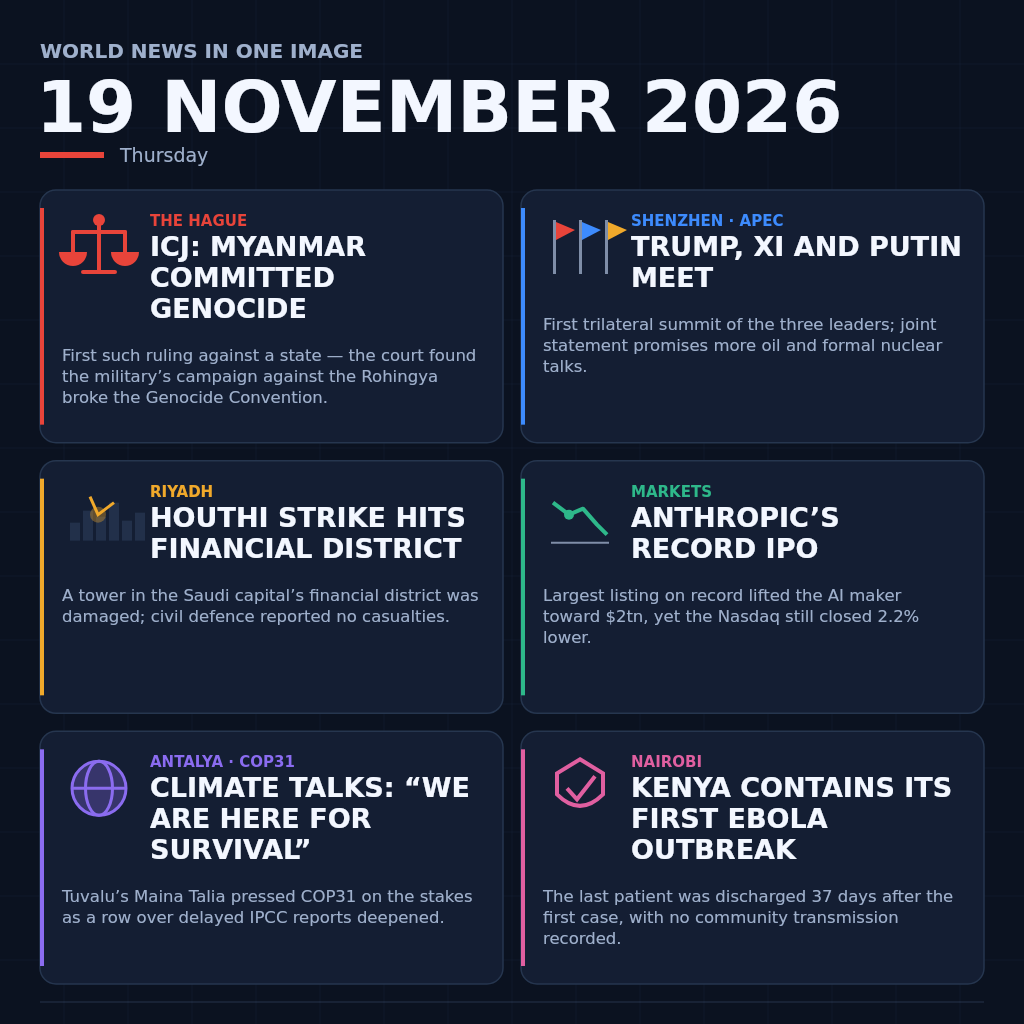 WORLD NEWS IN ONE IMAGE
19 NOVEMBER 2026
Thursday
THE HAGUE
ICJ: MYANMAR
COMMITTED
GENOCIDE
First such ruling against a state — the court found
the military’s campaign against the Rohingya
broke the Genocide Convention.
SHENZHEN · APEC
TRUMP, XI AND PUTIN
MEET
First trilateral summit of the three leaders; joint
statement promises more oil and formal nuclear
talks.
RIYADH
HOUTHI STRIKE HITS
FINANCIAL DISTRICT
A tower in the Saudi capital’s financial district was
damaged; civil defence reported no casualties.
MARKETS
ANTHROPIC’S
RECORD IPO
Largest listing on record lifted the AI maker
toward $2tn, yet the Nasdaq still closed 2.2%
lower.
ANTALYA · COP31
CLIMATE TALKS: “WE
ARE HERE FOR
SURVIVAL”
Tuvalu’s Maina Talia pressed COP31 on the stakes
as a row over delayed IPCC reports deepened.
NAIROBI
KENYA CONTAINS ITS
FIRST EBOLA
OUTBREAK
The last patient was discharged 37 days after the
first case, with no community transmission
recorded.